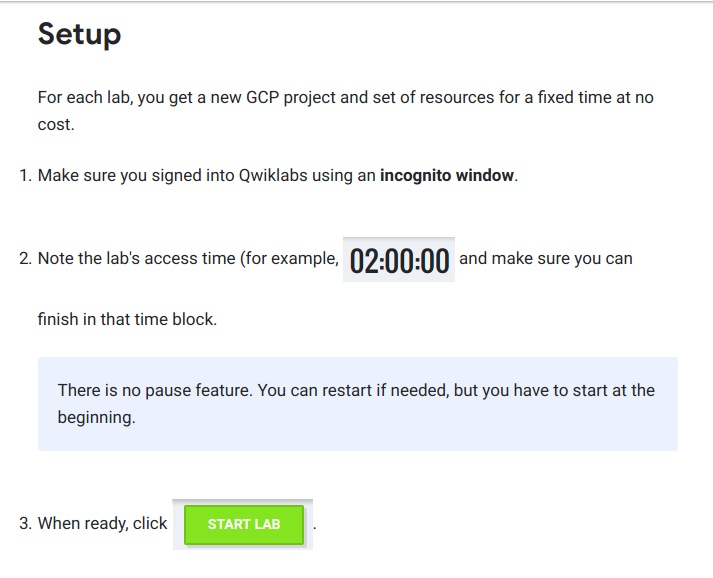 Setup
For each lab, you get a new GCP project and set of resources for a fixed time at no
cost.
1. Make sure you signed into Qwiklabs using an incognito window.
2. Note the lab's access time (for example, 02:00:00 and make sure you can
finish in that time block.
There is no pause feature. You can restart if needed, but you have to start at the
beginning.
3. When ready, click START LAB .